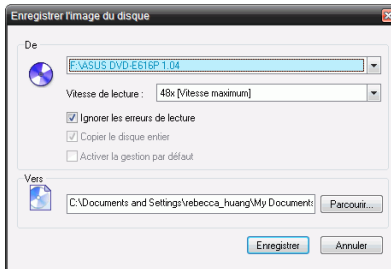 Enregistrer l'image du disque
De
F:\ASUS DVD-E616P 1.04
Vitesse de lecture :
48x [Vitesse maximum]
Ignorer les erreurs de lecture
Copier le disque entier
Activer la gestion par défaut
Vers
C:\Documents and Settings\rebecca_huang\My Documents
Parcourir...
Enregistrer
Annuler